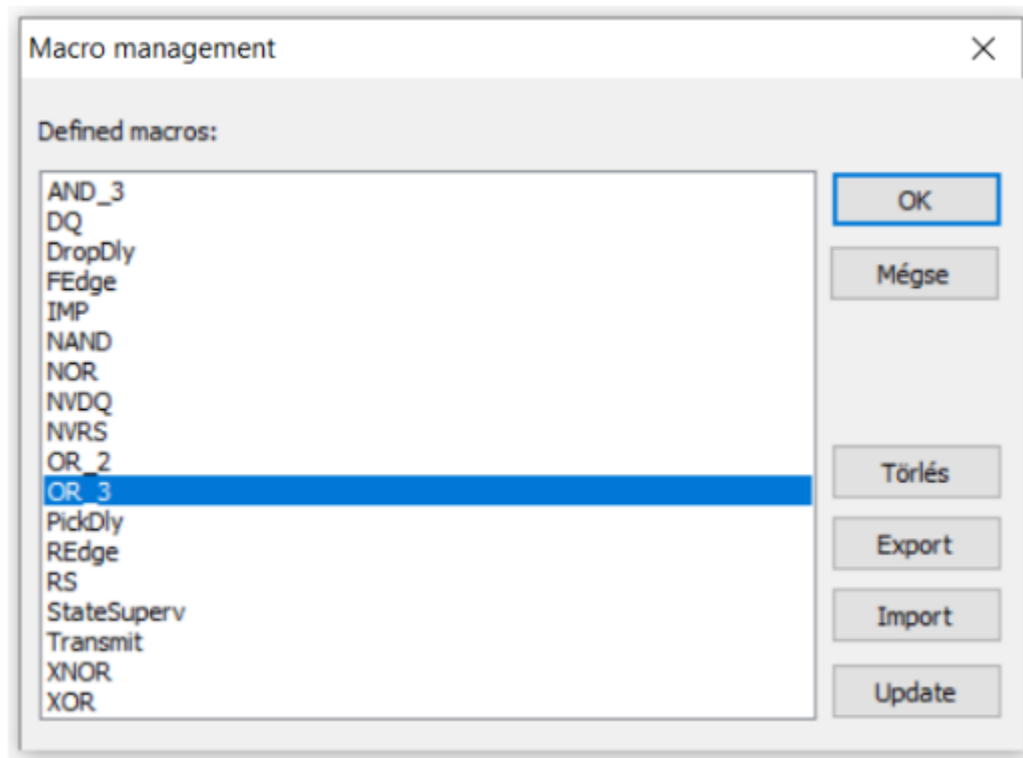 Macro management
Defined macros:
AND_3
DQ
DropDly
FEdge
IMP
NAND
NOR
NVDQ
NVRS
OR_2
OR_3
PickDly
REdge
RS
StateSuperv
Transmit
XNOR
XOR
OK
Mégse
Törlés
Export
Import
Update